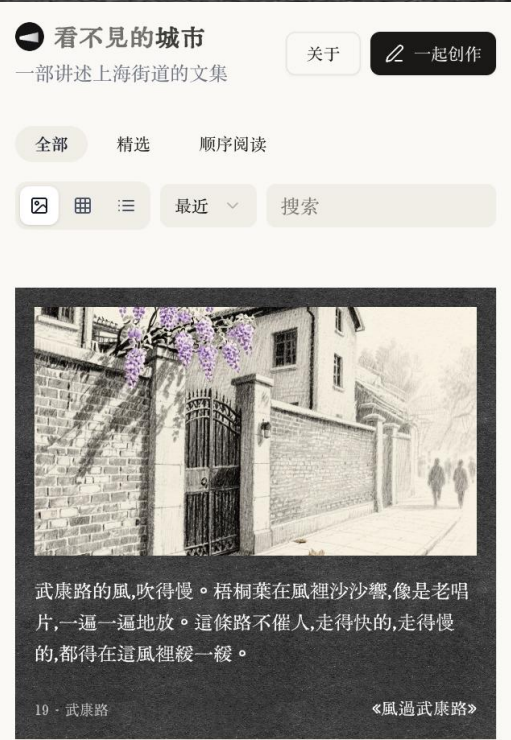 看不見的城市
关于
一起创作
一部讲述上海街道的文集
全部
精选
顺序阅读
最近
搜索
武康路的風,吹得慢。梧桐葉在風裡沙沙響,像是老唱
片,一遍一遍地放。這條路不催人,走得快的,走得慢
的,都得在這風裡緩一緩。
19 · 武康路
《風過武康路》